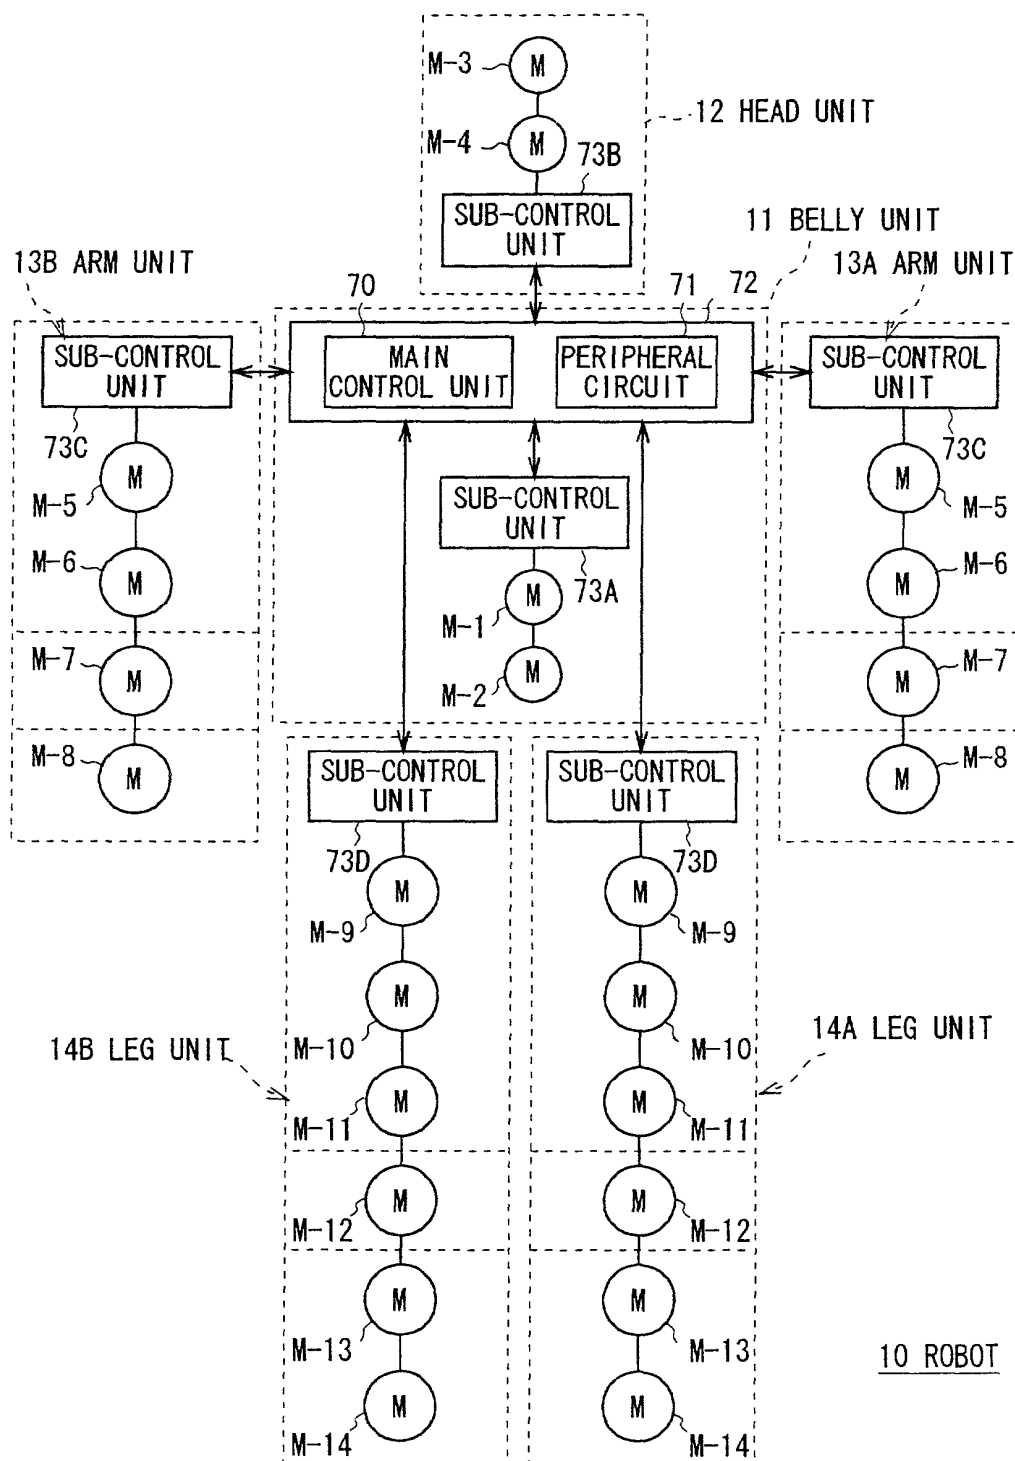 M-3
M
12 HEAD UNIT
M-4
M
73B
SUB-CONTROL
UNIT
11 BELLY UNIT
13B ARM UNIT
13A ARM UNIT
70
71
72
SUB-CONTROL
UNIT
MAIN
CONTROL UNIT
PERIPHERAL
CIRCUIT
SUB-CONTROL
UNIT
73C
73C
M
M-5
SUB-CONTROL
UNIT
M
M-5
M-6
M
73A
M
M-1
M
M-6
M-7
M
M
M-2
M
M-7
M-8
M
M
M-8
SUB-CONTROL
UNIT
SUB-CONTROL
UNIT
73D
73D
M
M-9
M
M-9
M
M-10
M
M-10
14B LEG UNIT
14A LEG UNIT
M
M-11
M
M-11
M
M-12
M
M-12
M
M-13
M
M-13
10 ROBOT
M
M-14
M
M-14